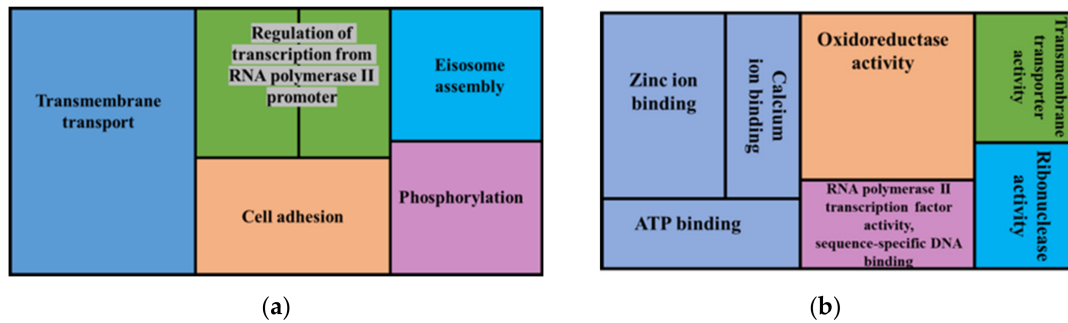 Transmembrane
transport
Regulation of
transcription from
RNA polymerase II
promoter
Cell adhesion
Eisosome
assembly
Phosphorylation
(a)
Zinc ion
binding
Calcium
ion binding
ATP binding
Oxidoreductase
activity
RNA polymerase II
transcription factor
activity,
sequence-specific DNA
binding
Transmembrane
transporter
activity
Ribonuclease
activity
(b)